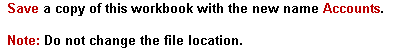 Save a copy of this workbook with the new name Accounts.
Note: Do not change the file location.